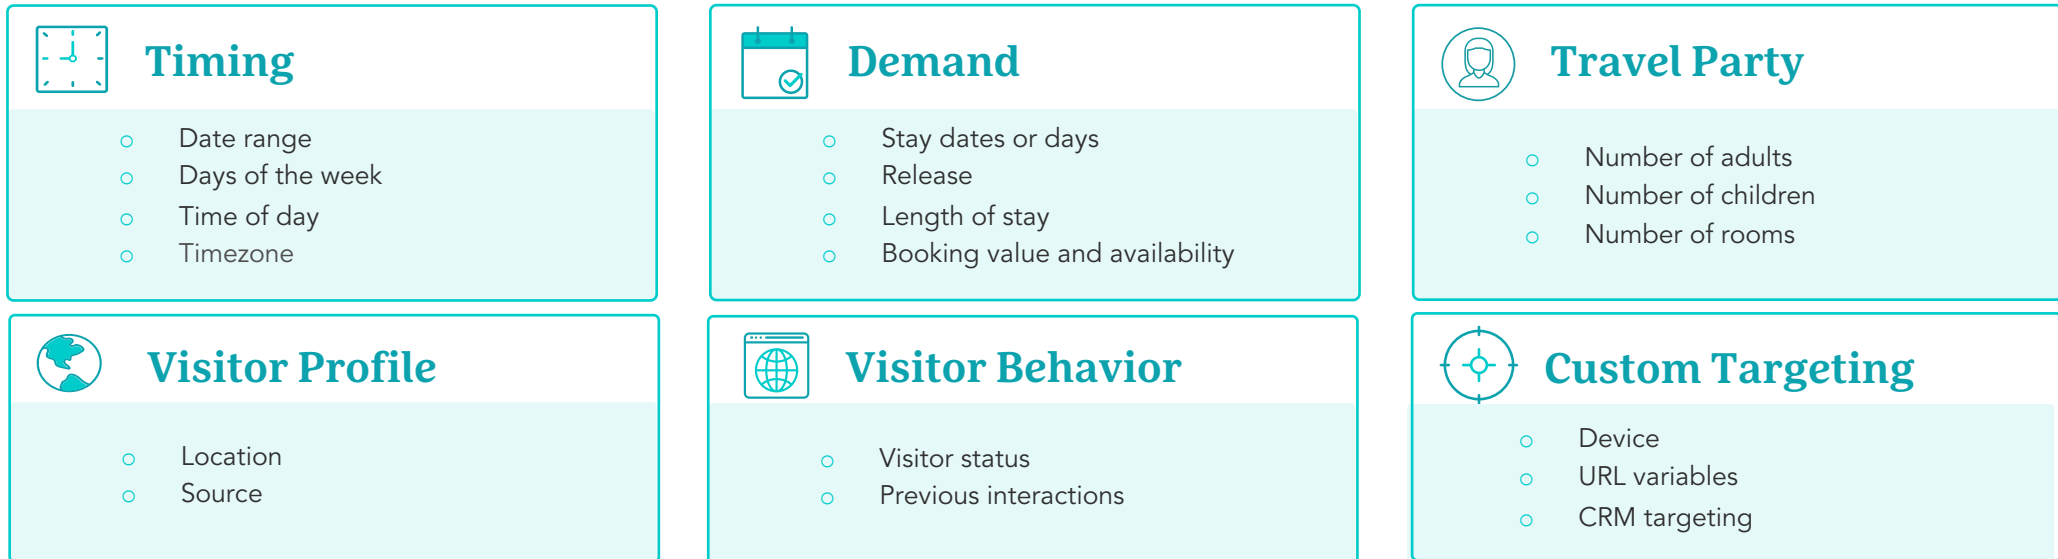 Timing
Date range
Days of the week
Time of day
Timezone
Demand
Stay dates or days
Release
Length of stay
Booking value and availability
Travel Party
Number of adults
Number of children
Number of rooms
Visitor Profile
Location
Source
Visitor Behavior
Visitor status
Previous interactions
Custom Targeting
Device
URL variables
CRM targeting